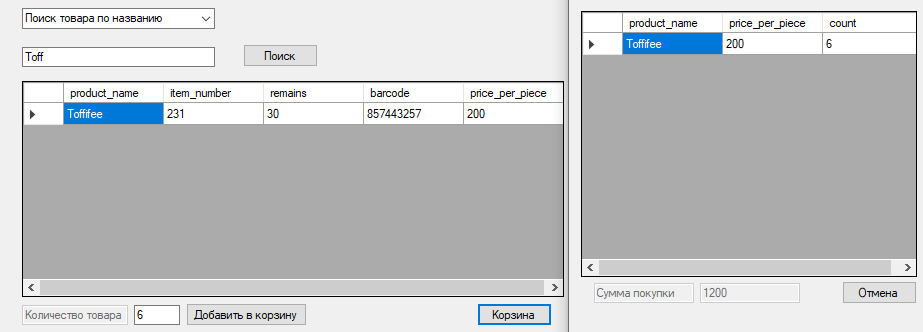 Поиск товара по названию
Toff
Поиск
product_name item_number remains barcode price_per_piece
Toffifee 231 30 857443257 200
Количество товара 6 Добавить в корзину Корзина
product_name price_per_piece count
Toffifee 200 6
Сумма покупки 1200 Отмена